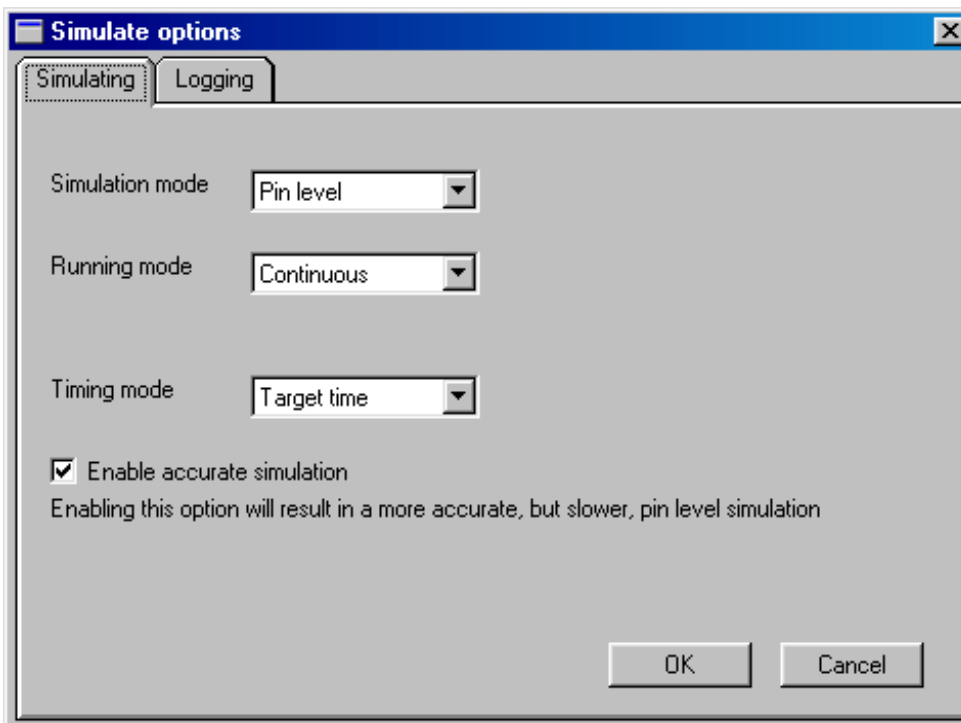 Simulate options
Simulating Logging
Simulation mode Pin level
Running mode Continuous
Timing mode Target time
Enable accurate simulation
Enabling this option will result in a more accurate, but slower, pin level simulation
OK Cancel